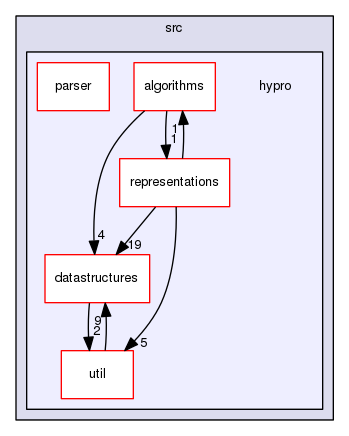 src
parser
algorithms
hypro
1
1
representations
4
19
datastructures
9
2
5
util